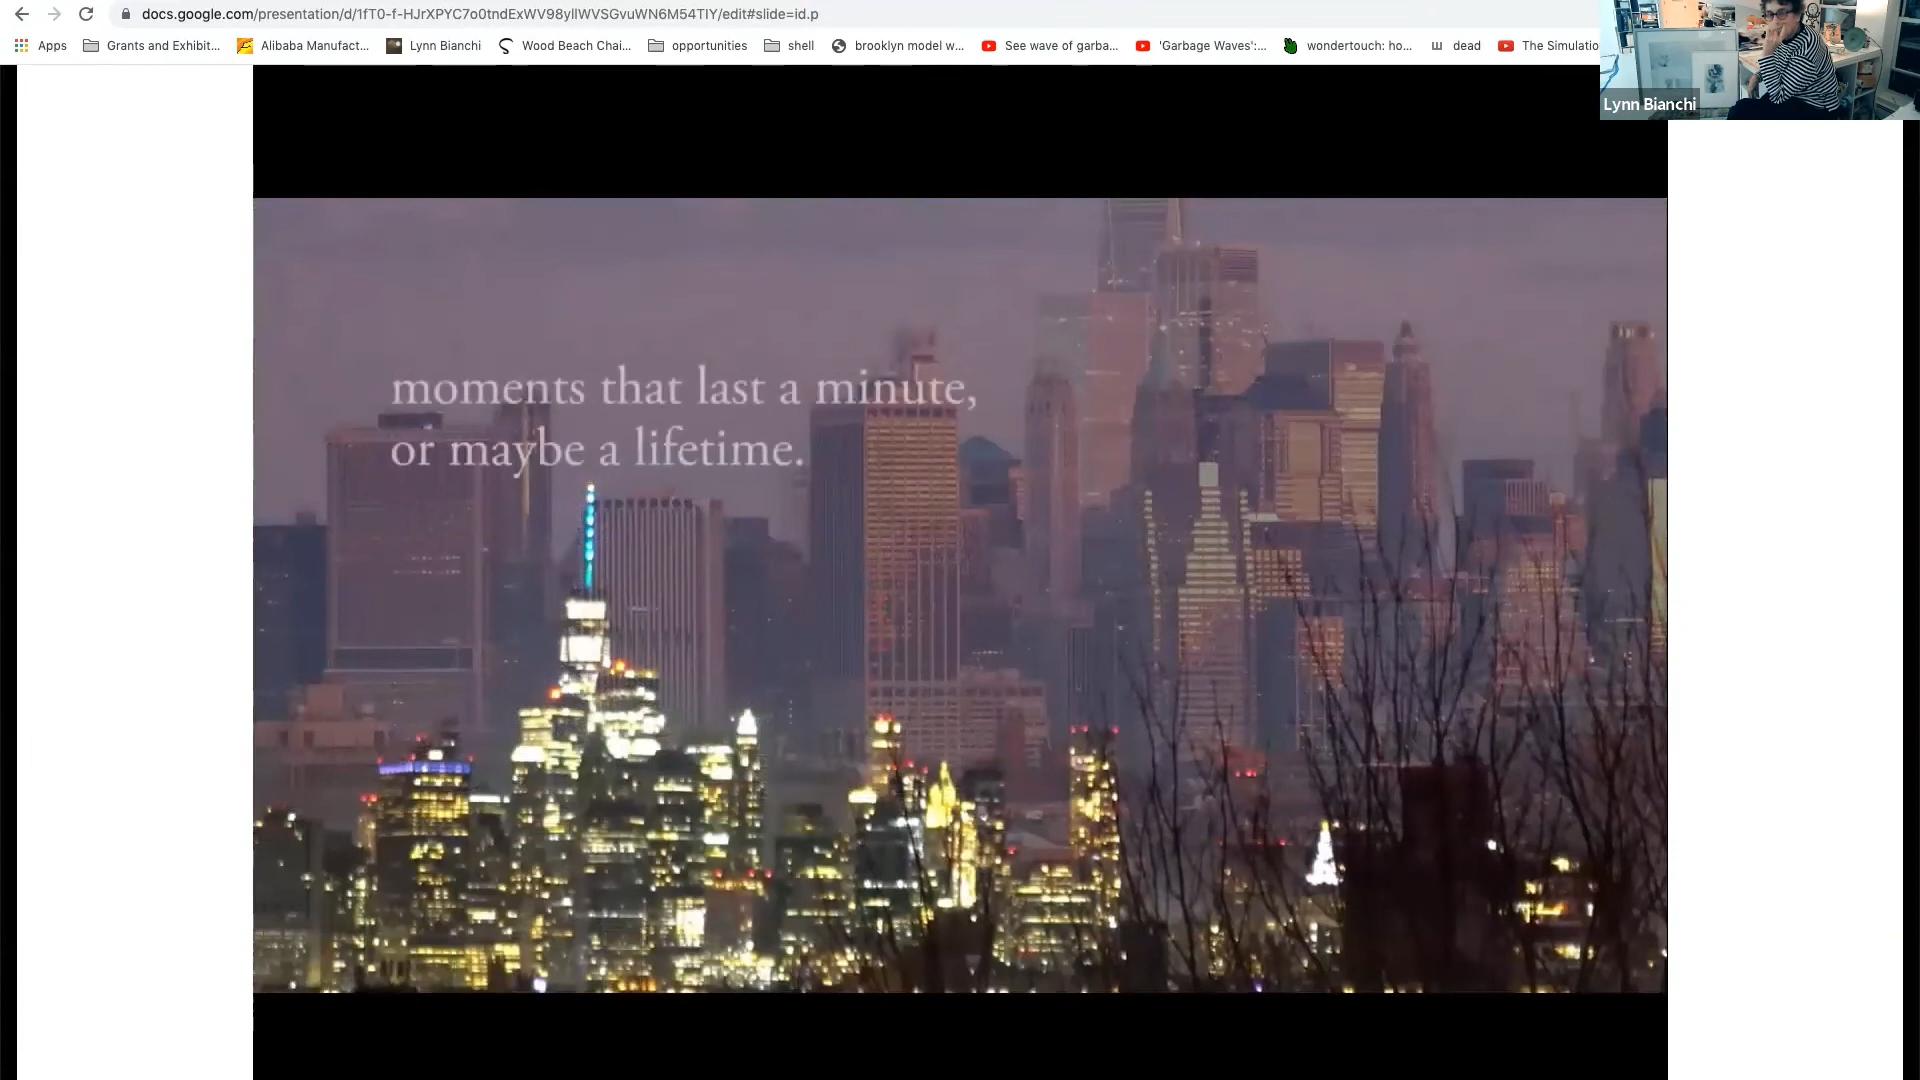 docs.google.com/presentation/d/1fT0-f-HJrXPYC7o0tndExWV98yllWVSGvuWN6M54TlY/edit#slide=id.p
Apps Grants and Exhibit... Alibaba Manufact... Lynn Bianchi Wood Beach Chai... opportunities shell brooklyn model w... See wave of garba... 'Garbage Waves':... wondertouch: ho... dead The Simulatio
Lynn Bianchi
moments that last a minute,
or maybe a lifetime.